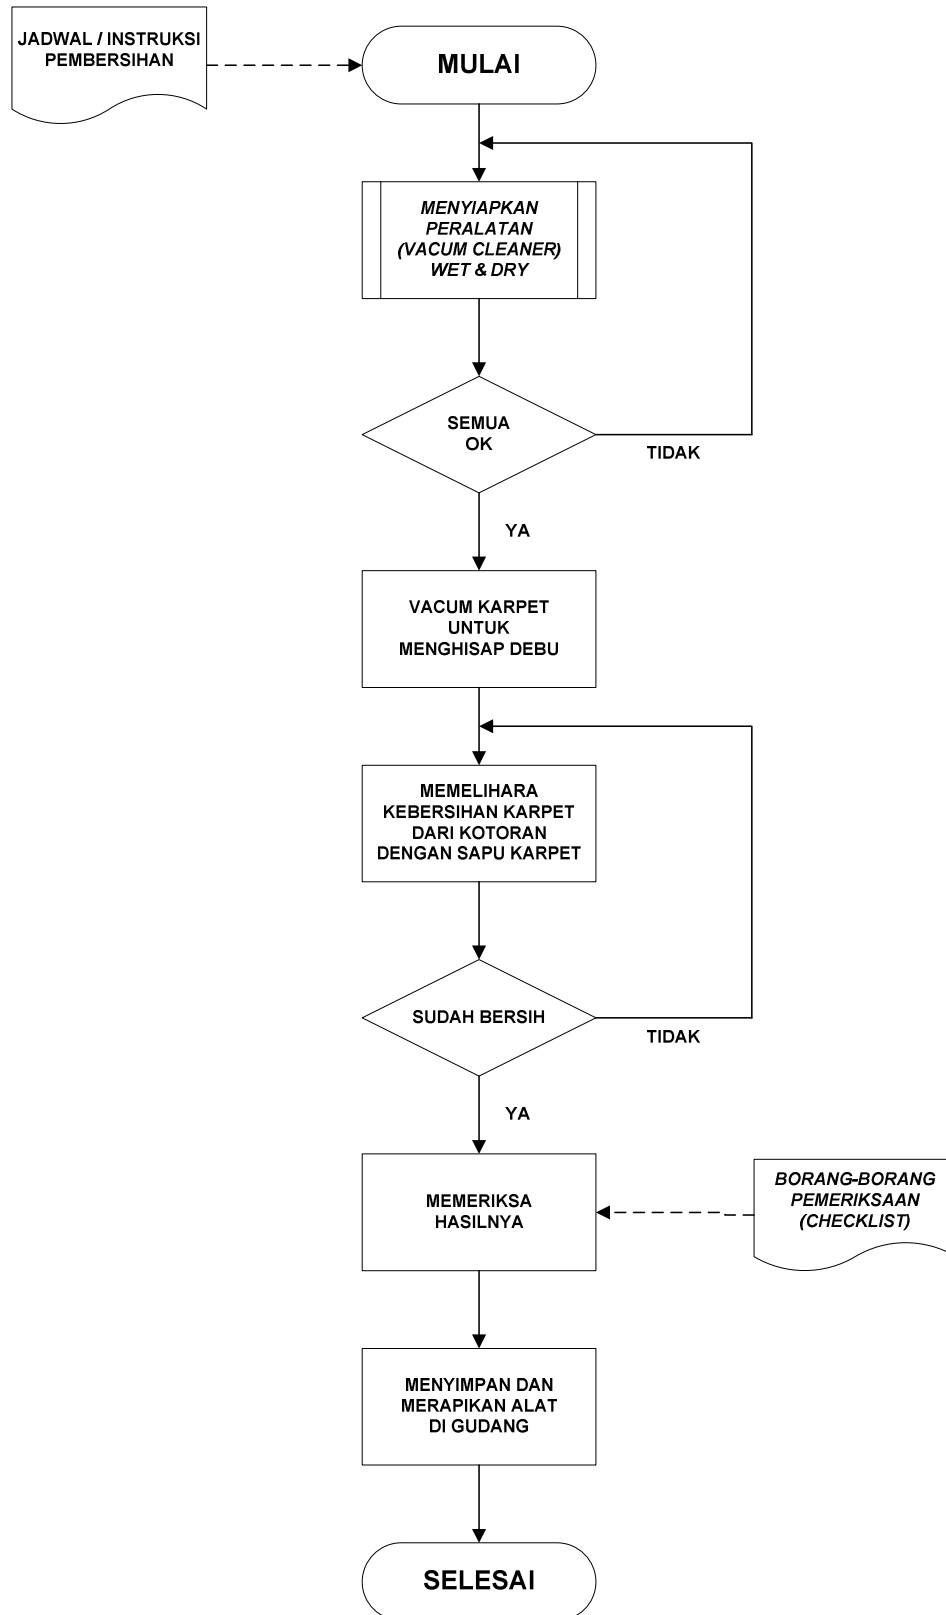 JADWAL / INSTRUKSI
PEMBERSIHAN
MULAI
MENYIAPKAN
PERALATAN
(VACUM CLEANER)
WET & DRY
SEMUA
OK
TIDAK
YA
VACUM KARPET
UNTUK
MENGHISAP DEBU
MEMELIHARA
KEBERSIHAN KARPET
DARI KOTORAN
DENGAN SAPU KARPET
SUDAH BERSIH
TIDAK
YA
MEMERIKSA
HASILNYA
BORANG-BORANG
PEMERIKSAAN
(CHECKLIST)
MENYIMPAN DAN
MERAPIKAN ALAT
DI GUDANG
SELESAI